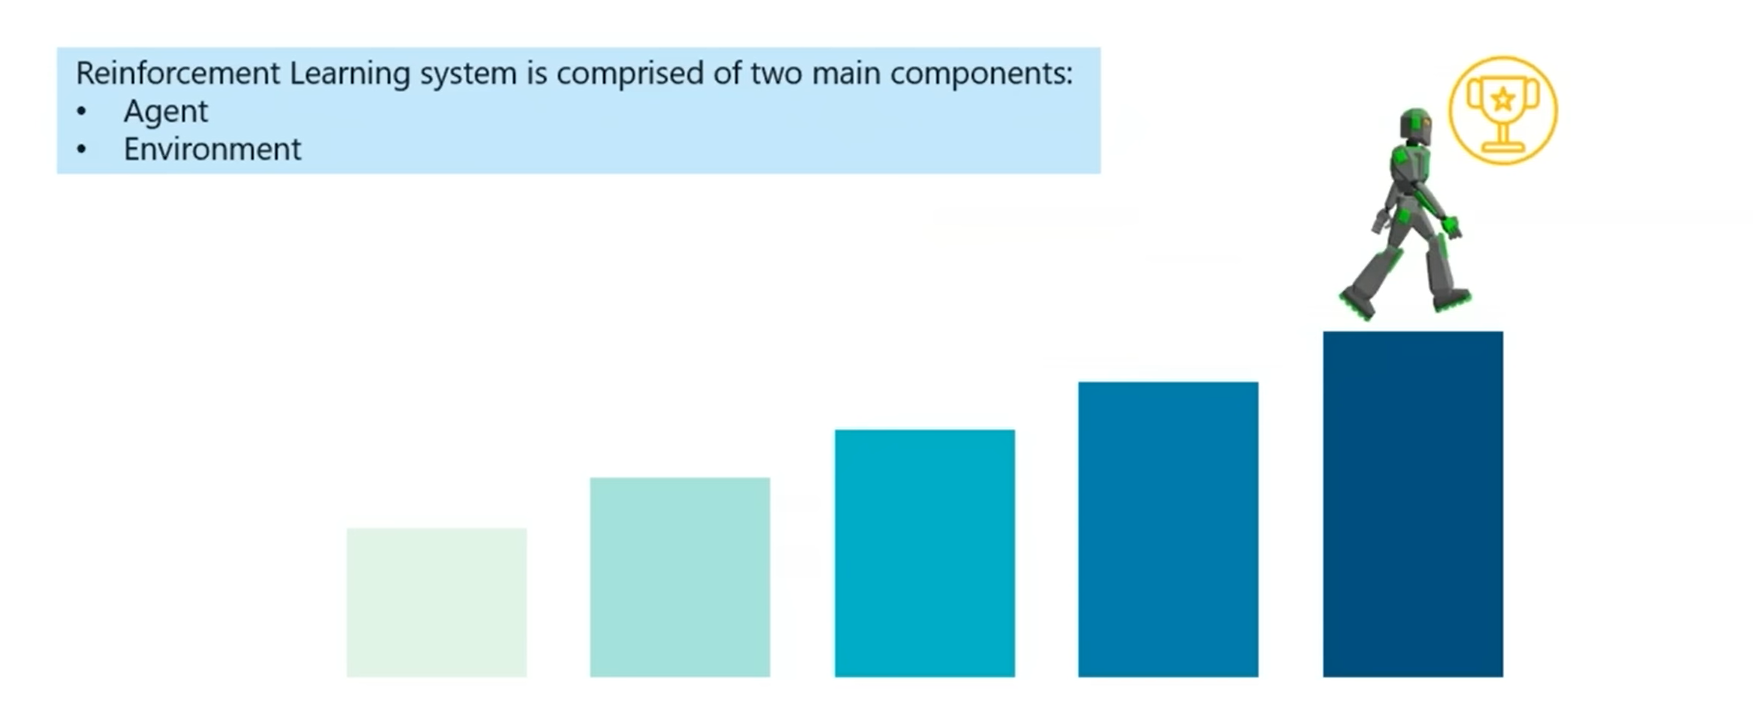 Reinforcement Learning system is comprised of two main components:
• Agent
• Environment